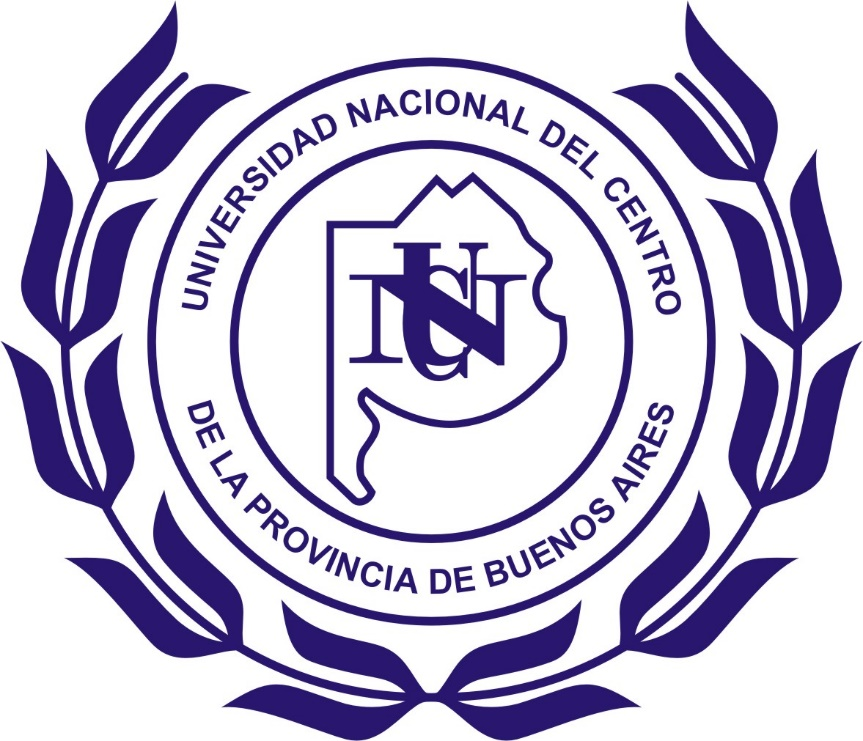 UNIVERSIDAD NACIONAL DEL CENTRO
UNC
DE LA PROVINCIA DE BUENOS AIRES